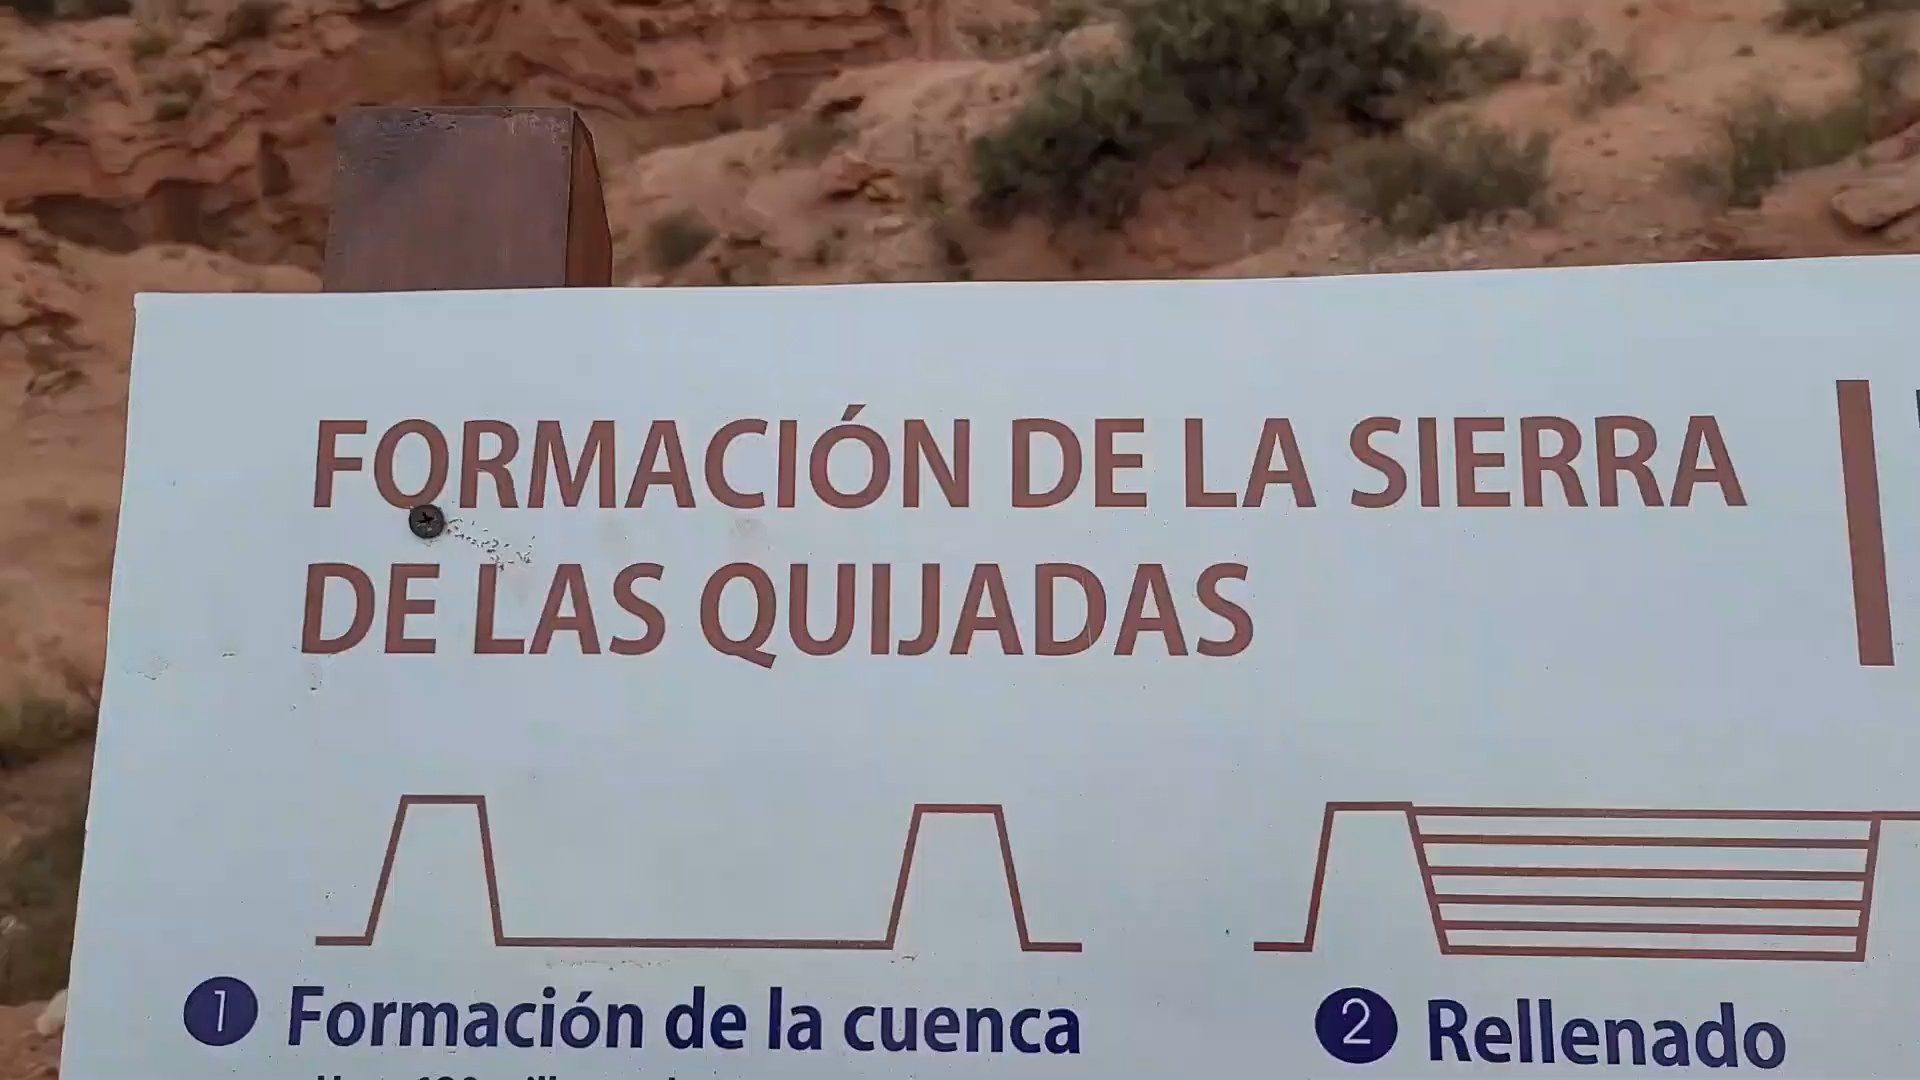 FORMACIÓN DE LA SIERRA
DE LAS QUIJADAS
1 Formación de la cuenca
2 Rellenado